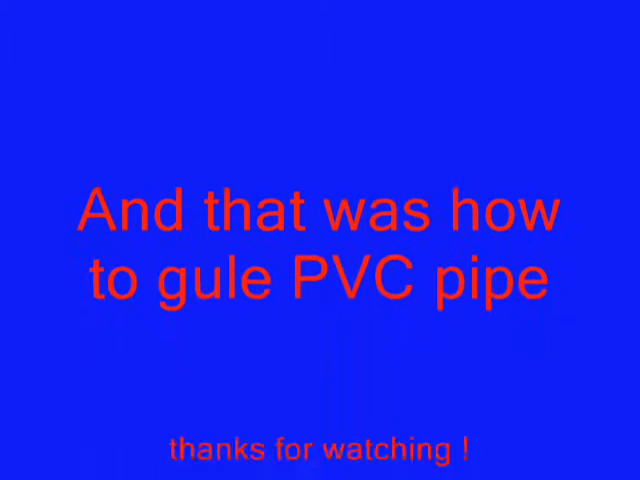 And that was how
to gule PVC pipe
thanks for watching !